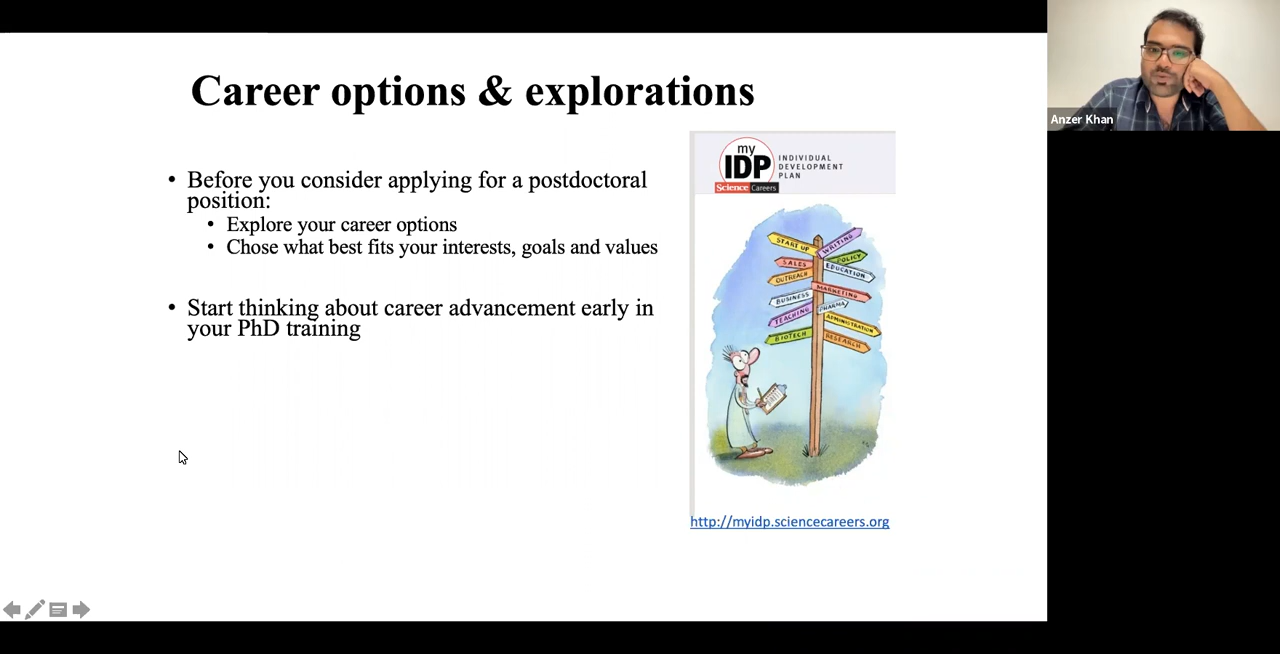 Career options & explorations
• Before you consider applying for a postdoctoral
position:
• Explore your career options
• Chose what best fits your interests, goals and values
• Start thinking about career advancement early in
your PhD training
my
IDP
INDIVIDUAL
DEVELOPMENT
PLAN
Science Careers
START UP
WRITING
SALES
POLICY
OUTREACH
EDUCATION
BUSINESS
MARKETING
TEACHING
PHARMA
BIOTECH
ADMINISTRATION
RESEARCH
http://myidp.sciencecareers.org
Anzer Khan